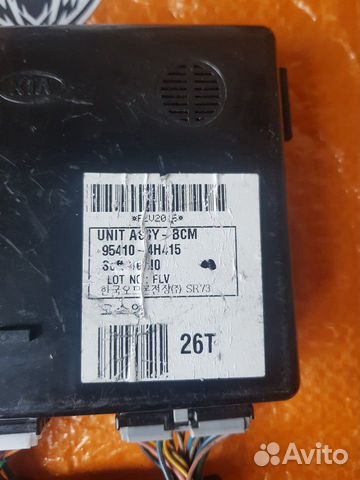 KIA
*FLV2016*
UNIT ASSY - BCM
95410-4H415
LOT NO : FLV
한국오므론전장(주) SR73
26T
Avito